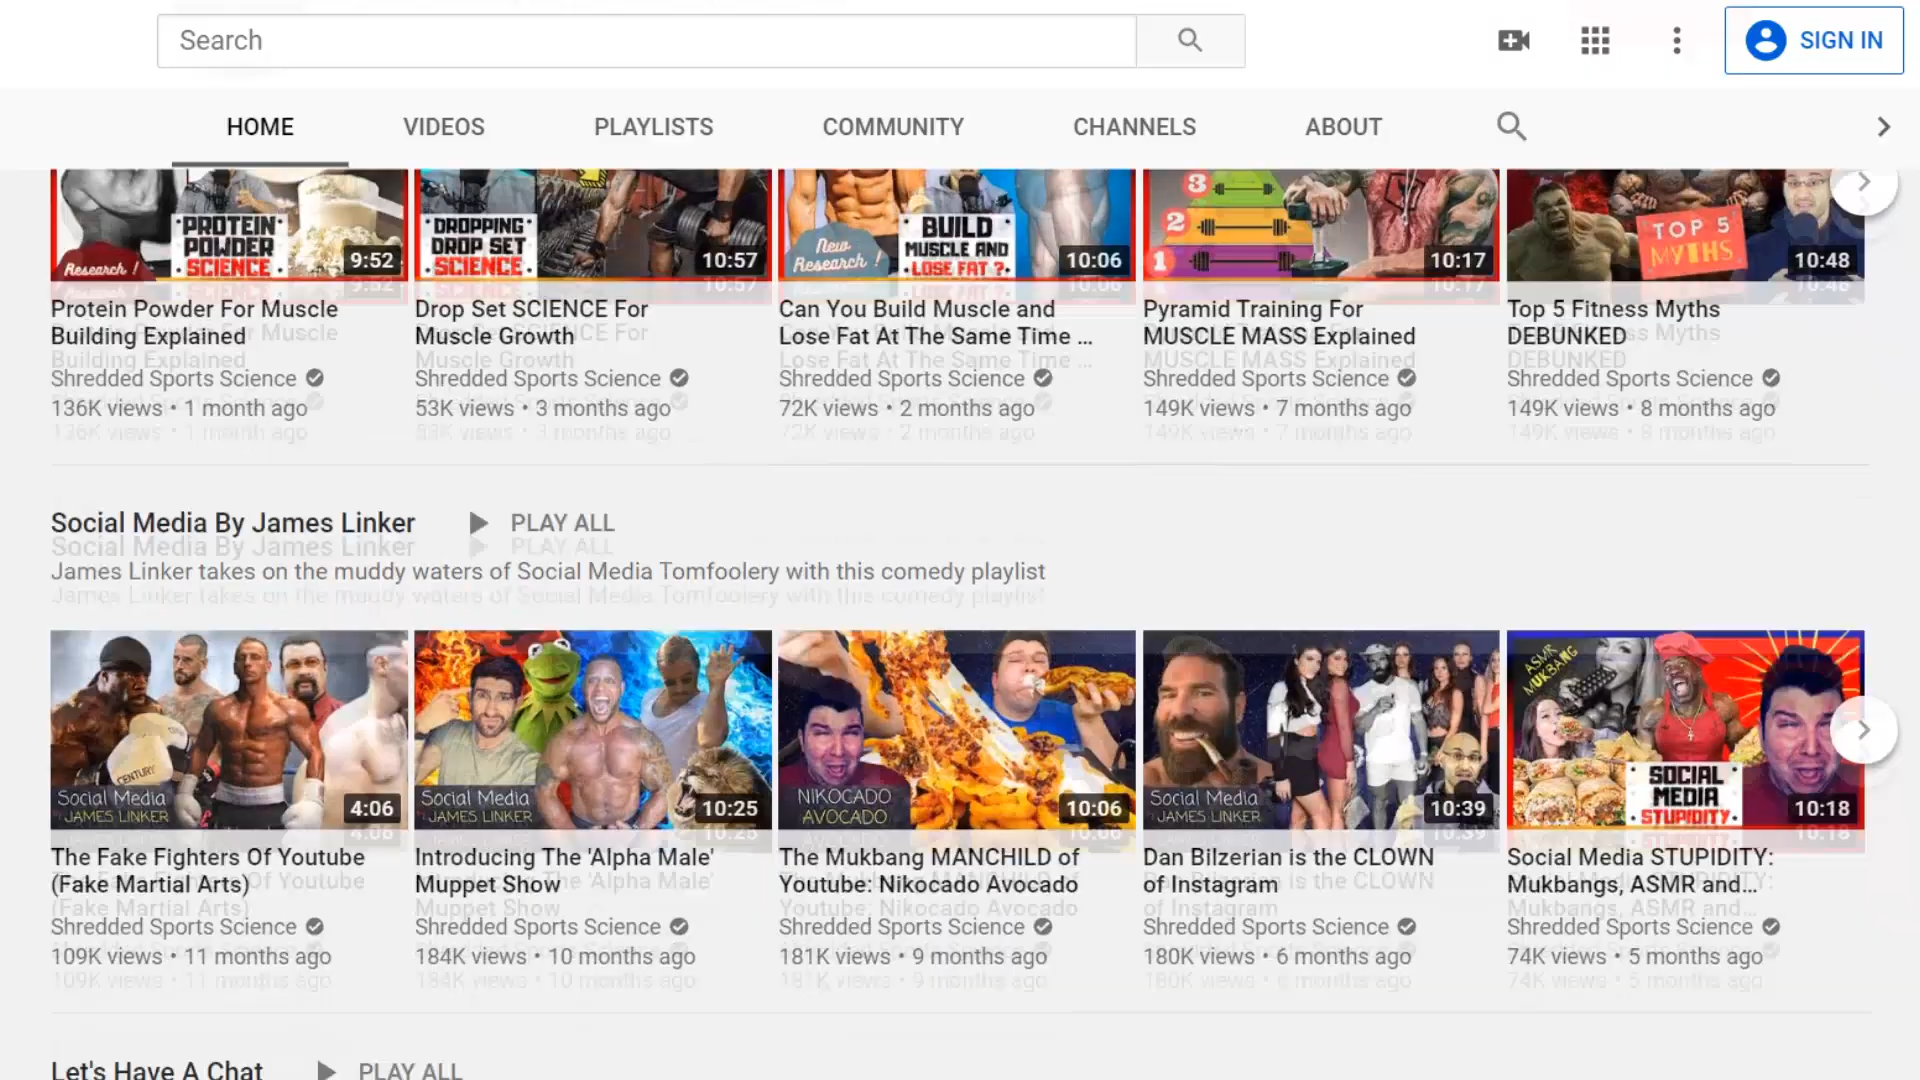 Search
SIGN IN
HOME VIDEOS PLAYLISTS COMMUNITY CHANNELS ABOUT
Research !
PROTEIN
POWDER
SCIENCE
9:52
DROPPING
DROP SET
SCIENCE
10:57
New
Research !
BUILD
MUSCLE AND
LOSE FAT ?
10:06
3
2
1
10:17
TOP 5
MYTHS
10:48
Protein Powder For Muscle
Building Explained
Shredded Sports Science
136K views • 1 month ago
Drop Set SCIENCE For
Muscle Growth
Shredded Sports Science
53K views • 3 months ago
Can You Build Muscle and
Lose Fat At The Same Time ...
Shredded Sports Science
72K views • 2 months ago
Pyramid Training For
MUSCLE MASS Explained
Shredded Sports Science
149K views • 7 months ago
Top 5 Fitness Myths
DEBUNKED
Shredded Sports Science
149K views • 8 months ago
Social Media By James Linker PLAY ALL
James Linker takes on the muddy waters of Social Media Tomfoolery with this comedy playlist
CENTURY
Social Media
JAMES LINKER
4:06
Social Media
JAMES LINKER
10:25
NIKOCADO
AVOCADO
10:06
Social Media
JAMES LINKER
10:39
ASMR
MUKBANG
SOCIAL
MEDIA
STUPIDITY
10:18
The Fake Fighters Of Youtube
(Fake Martial Arts)
Shredded Sports Science
109K views • 11 months ago
Introducing The 'Alpha Male'
Muppet Show
Shredded Sports Science
184K views • 10 months ago
The Mukbang MANCHILD of
Youtube: Nikocado Avocado
Shredded Sports Science
181K views • 9 months ago
Dan Bilzerian is the CLOWN
of Instagram
Shredded Sports Science
180K views • 6 months ago
Social Media STUPIDITY:
Mukbangs, ASMR and...
Shredded Sports Science
74K views • 5 months ago
Let's Have A Chat PLAY ALL